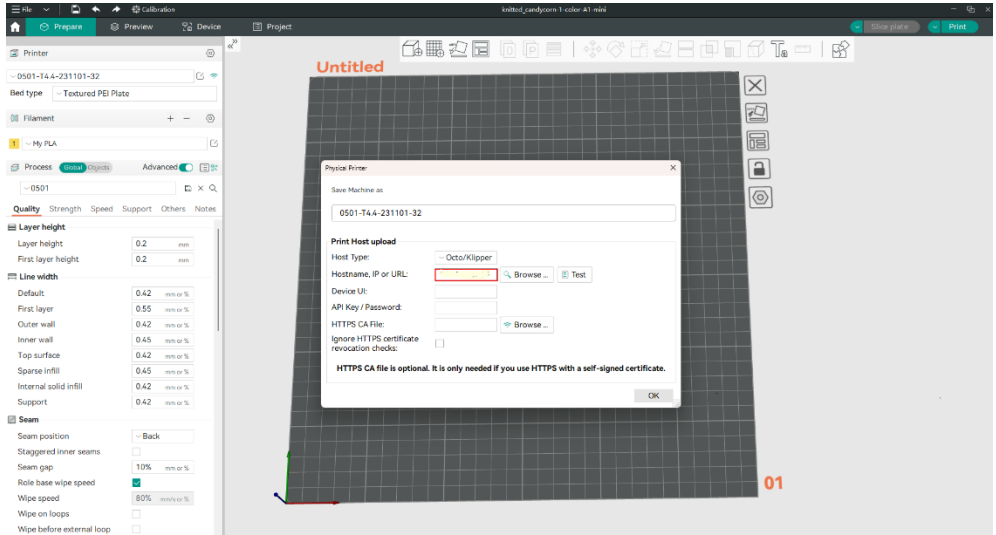 File
Calibration
knitted_candycorn-1-color-A1-mini
Prepare
Preview
Device
Project
Slice plate
Print
Printer
0501-T4.4-231101-32
Bed type
Textured PEI Plate
Filament
1
My PLA
Process
Global
Objects
Advanced
0501
Quality
Strength
Speed
Support
Others
Notes
Layer height
Layer height 0.2 mm
First layer height 0.2 mm
Line width
Default 0.42 mm or %
First layer 0.55 mm or %
Outer wall 0.42 mm or %
Inner wall 0.45 mm or %
Top surface 0.42 mm or %
Sparse infill 0.45 mm or %
Internal solid infill 0.42 mm or %
Support 0.42 mm or %
Seam
Seam position Back
Staggered inner seams
Seam gap 10% mm or %
Role base wipe speed
Wipe speed 80% mm/s or %
Wipe on loops
Wipe before external loop
Untitled
Physical Printer
Save Machine as
0501-T4.4-231101-32
Print Host upload
Host Type: Octo/Klipper
Hostname, IP or URL: Browse ... Test
Device UI:
API Key / Password:
HTTPS CA File: Browse ...
Ignore HTTPS certificate
revocation checks:
HTTPS CA file is optional. It is only needed if you use HTTPS with a self-signed certificate.
OK
01